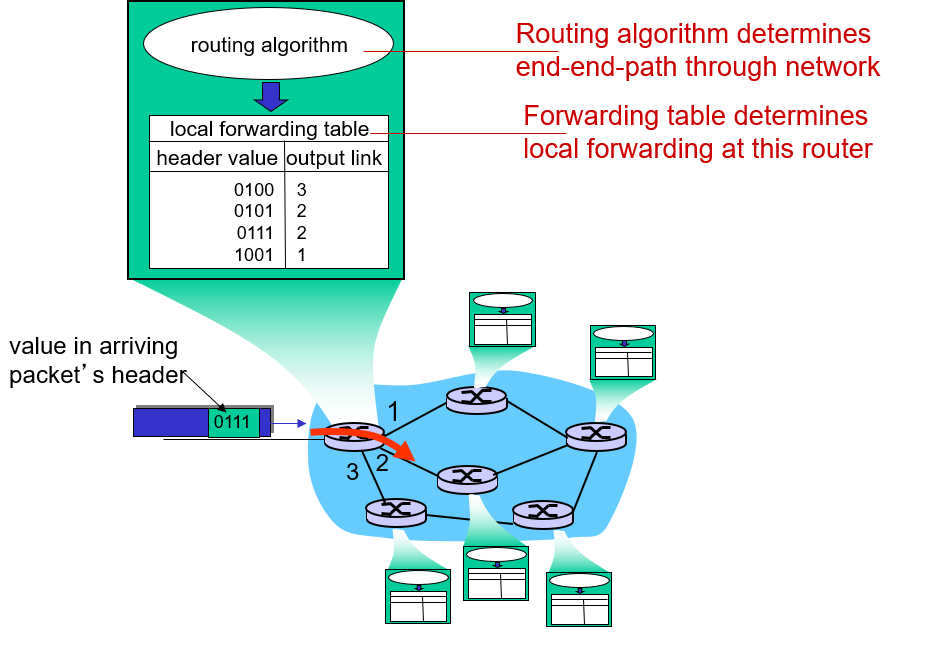 routing algorithm
Routing algorithm determines
end-end-path through network
Forwarding table determines
local forwarding at this router
local forwarding table
header value output link
0100 3
0101 2
0111 2
1001 1
value in arriving
packet’s header
0111
1
2
3